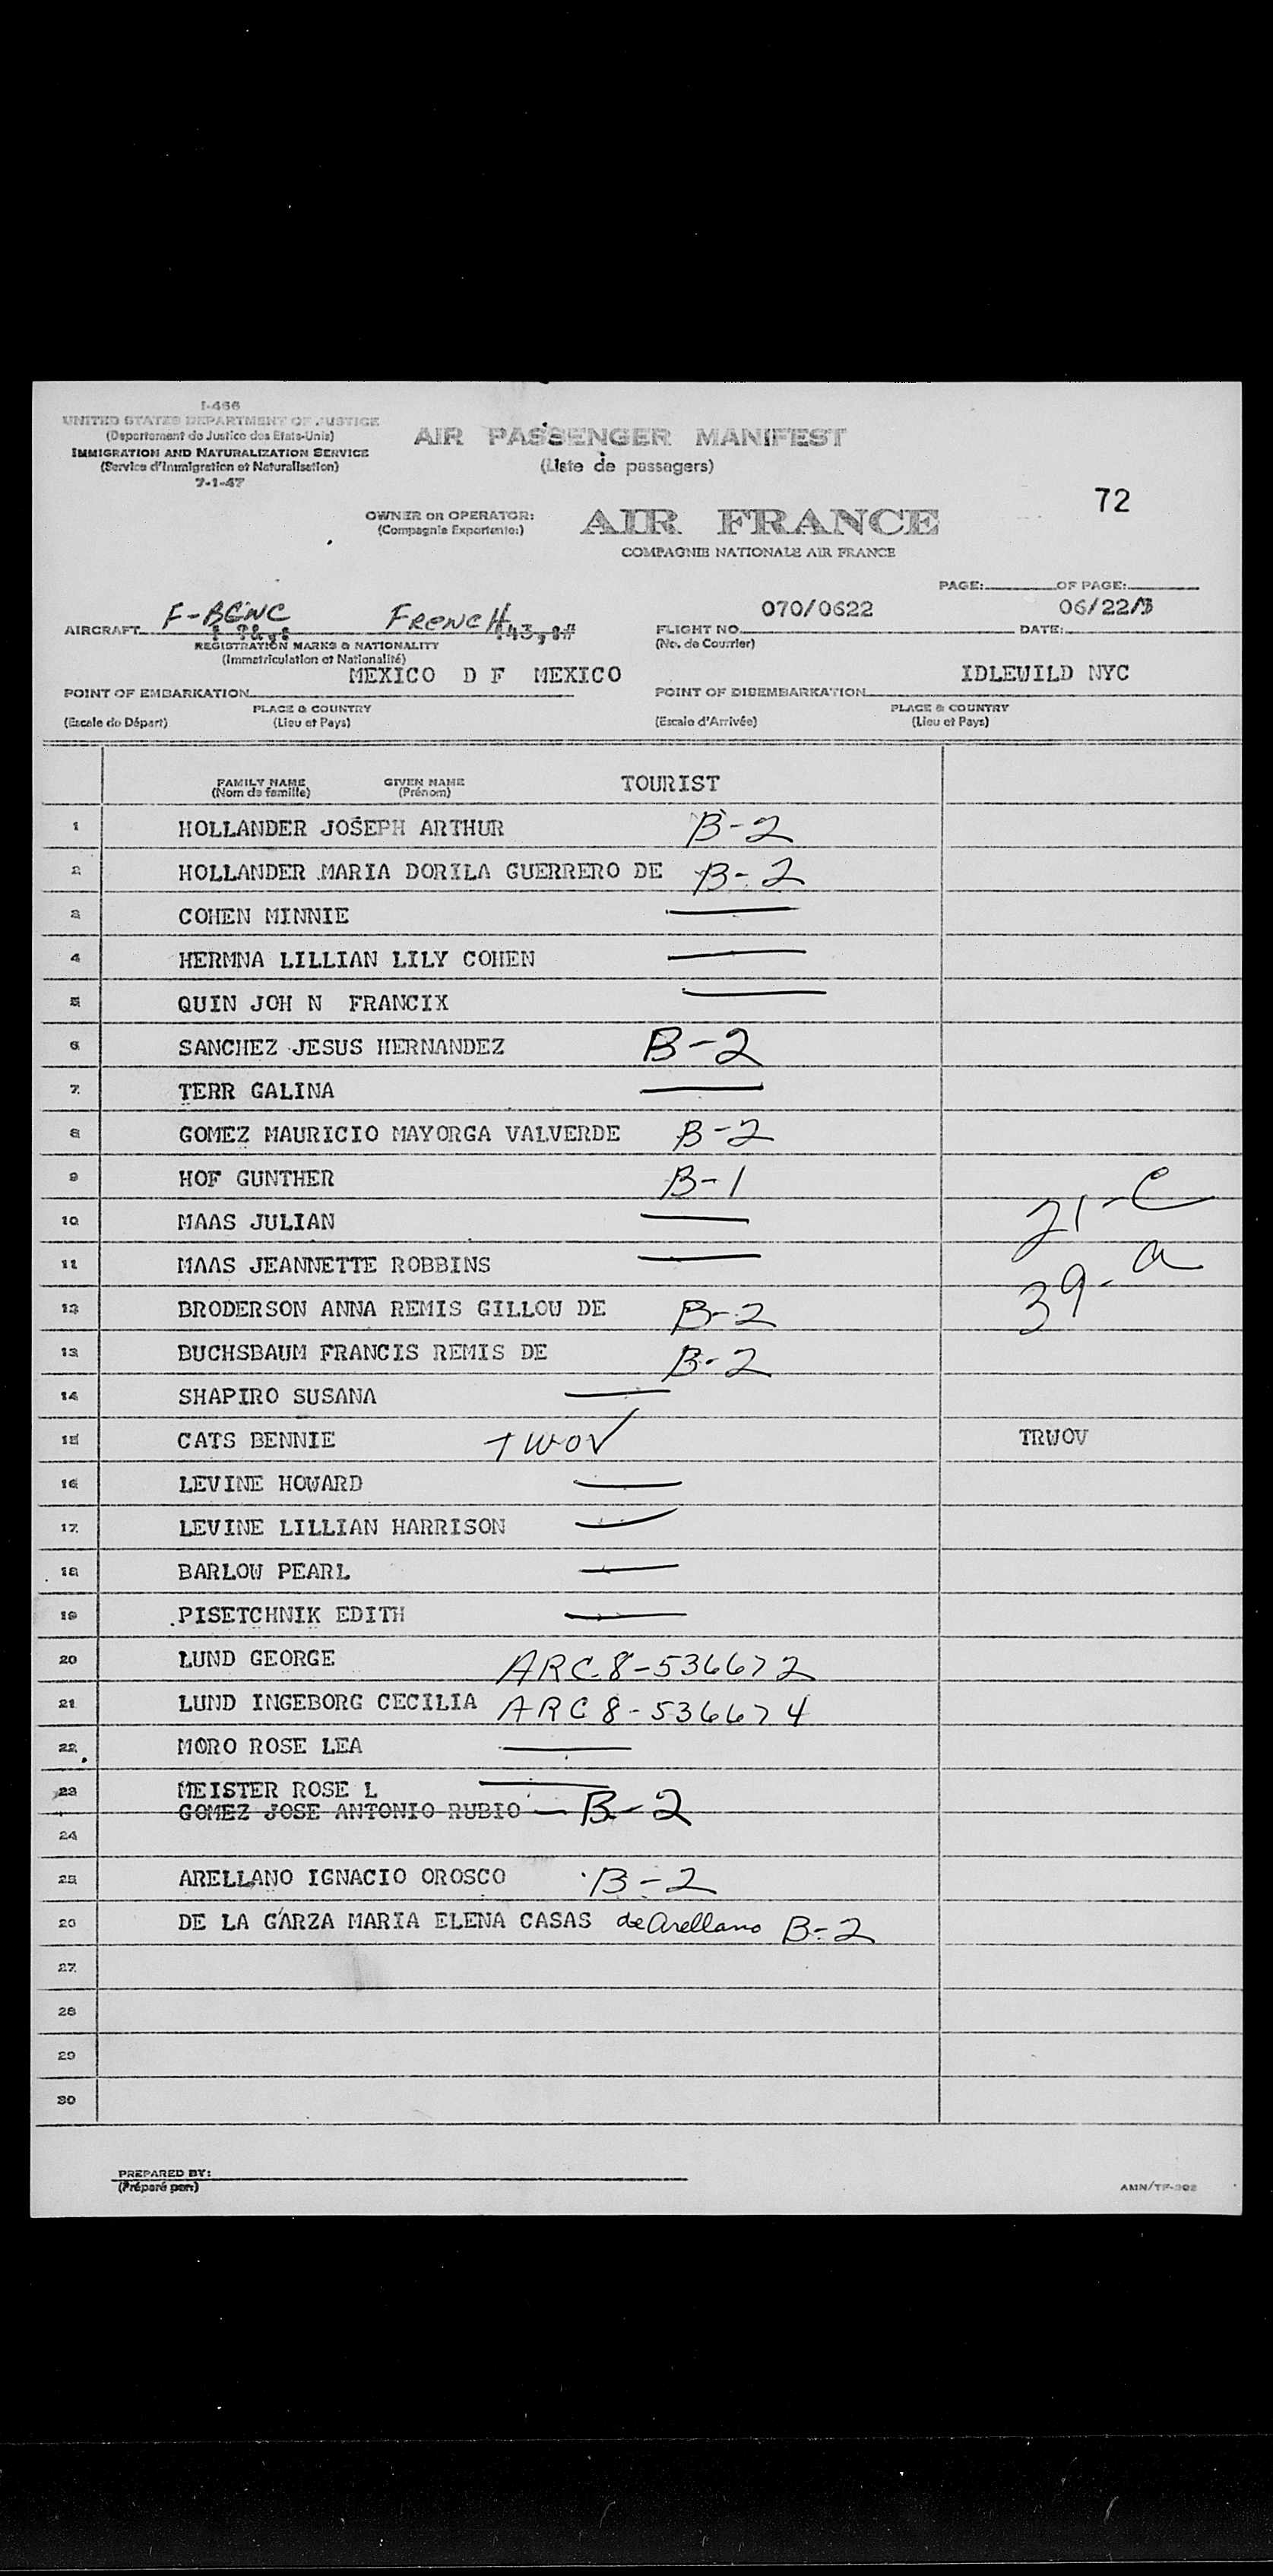 I-466
UNITED STATES DEPARTMENT OF JUSTICE
(Departement de Justice des Etats-Unis)
IMMIGRATION AND NATURALIZATION SERVICE
(Service d'Immigration et Naturalisation)
7-1-47
AIR PASSENGER MANIFEST
(Liste de passagers)
72
OWNER OR OPERATOR: AIR FRANCE
(Compagnie Exportente:)
COMPAGNIE NATIONALE AIR FRANCE
PAGE: OF PAGE:
AIRCRAFT FRENCH 070/0622 06/22/
REGISTRATION MARKS & NATIONALITY FLIGHT NO. DATE:
(Immatriculation et Nationalité) (No. de Courrier)
MEXICO D F MEXICO IDLEWILD NYC
POINT OF EMBARKATION POINT OF DISEMBARKATION
PLACE & COUNTRY PLACE & COUNTRY
(Escale de Départ) (Lieu et Pays) (Escale d'Arrivée) (Lieu et Pays)
FAMILY NAME GIVEN NAME TOURIST
(Nom de famille) (Prénom)
1 HOLLANDER JOSEPH ARTHUR B-2
2 HOLLANDER MARIA DORILA GUERRERO DE B-2
3 COHEN MINNIE
4 HERMNA LILLIAN LILY COHEN
5 QUIN JOH N FRANCIX
6 SANCHEZ JESUS HERNANDEZ B-2
7 TERR GALINA
8 GOMEZ MAURICIO MAYORGA VALVERDE B-2
9 HOF GUNTHER B-1
10 MAAS JULIAN 21-C
11 MAAS JEANNETTE ROBBINS
12 BRODERSON ANNA REMIS GILLOU DE B-2 39-a
13 BUCHSBAUM FRANCIS REMIS DE B-2
14 SHAPIRO SUSANA
15 CATS BENNIE TWOV TRWOV
16 LEVINE HOWARD
17 LEVINE LILLIAN HARRISON
18 BARLOW PEARL
19 PISETCHNIK EDITH
20 LUND GEORGE ARC 8-536672
21 LUND INGEBORG CECILIA ARC 8-536674
22 MORO ROSE LEA
23 MEISTER ROSE L
GOMEZ JOSE ANTONIO RUBIO B-2
24
25 ARELLANO IGNACIO OROSCO B-2
26 DE LA GARZA MARIA ELENA CASAS de Arellano B-2
27
28
29
30
PREPARED BY:
(Préparé par:)
AMN/TF-302